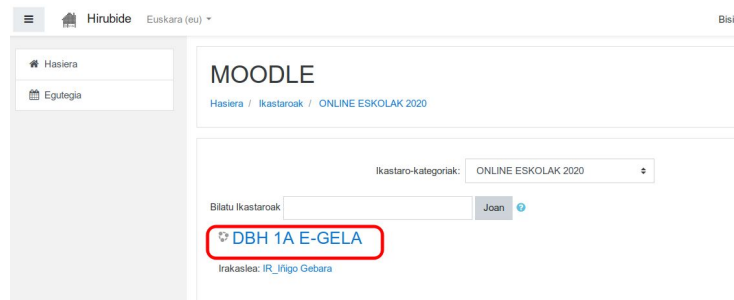 Hirubide Euskara (eu)
Hasiera
Egutegia
MOODLE
Hasiera / Ikastaroak / ONLINE ESKOLAK 2020
Ikastaro-kategoriak: ONLINE ESKOLAK 2020
Bilatu Ikastaroak Joan
DBH 1A E-GELA
Irakaslea: IR_Iñigo Gebara